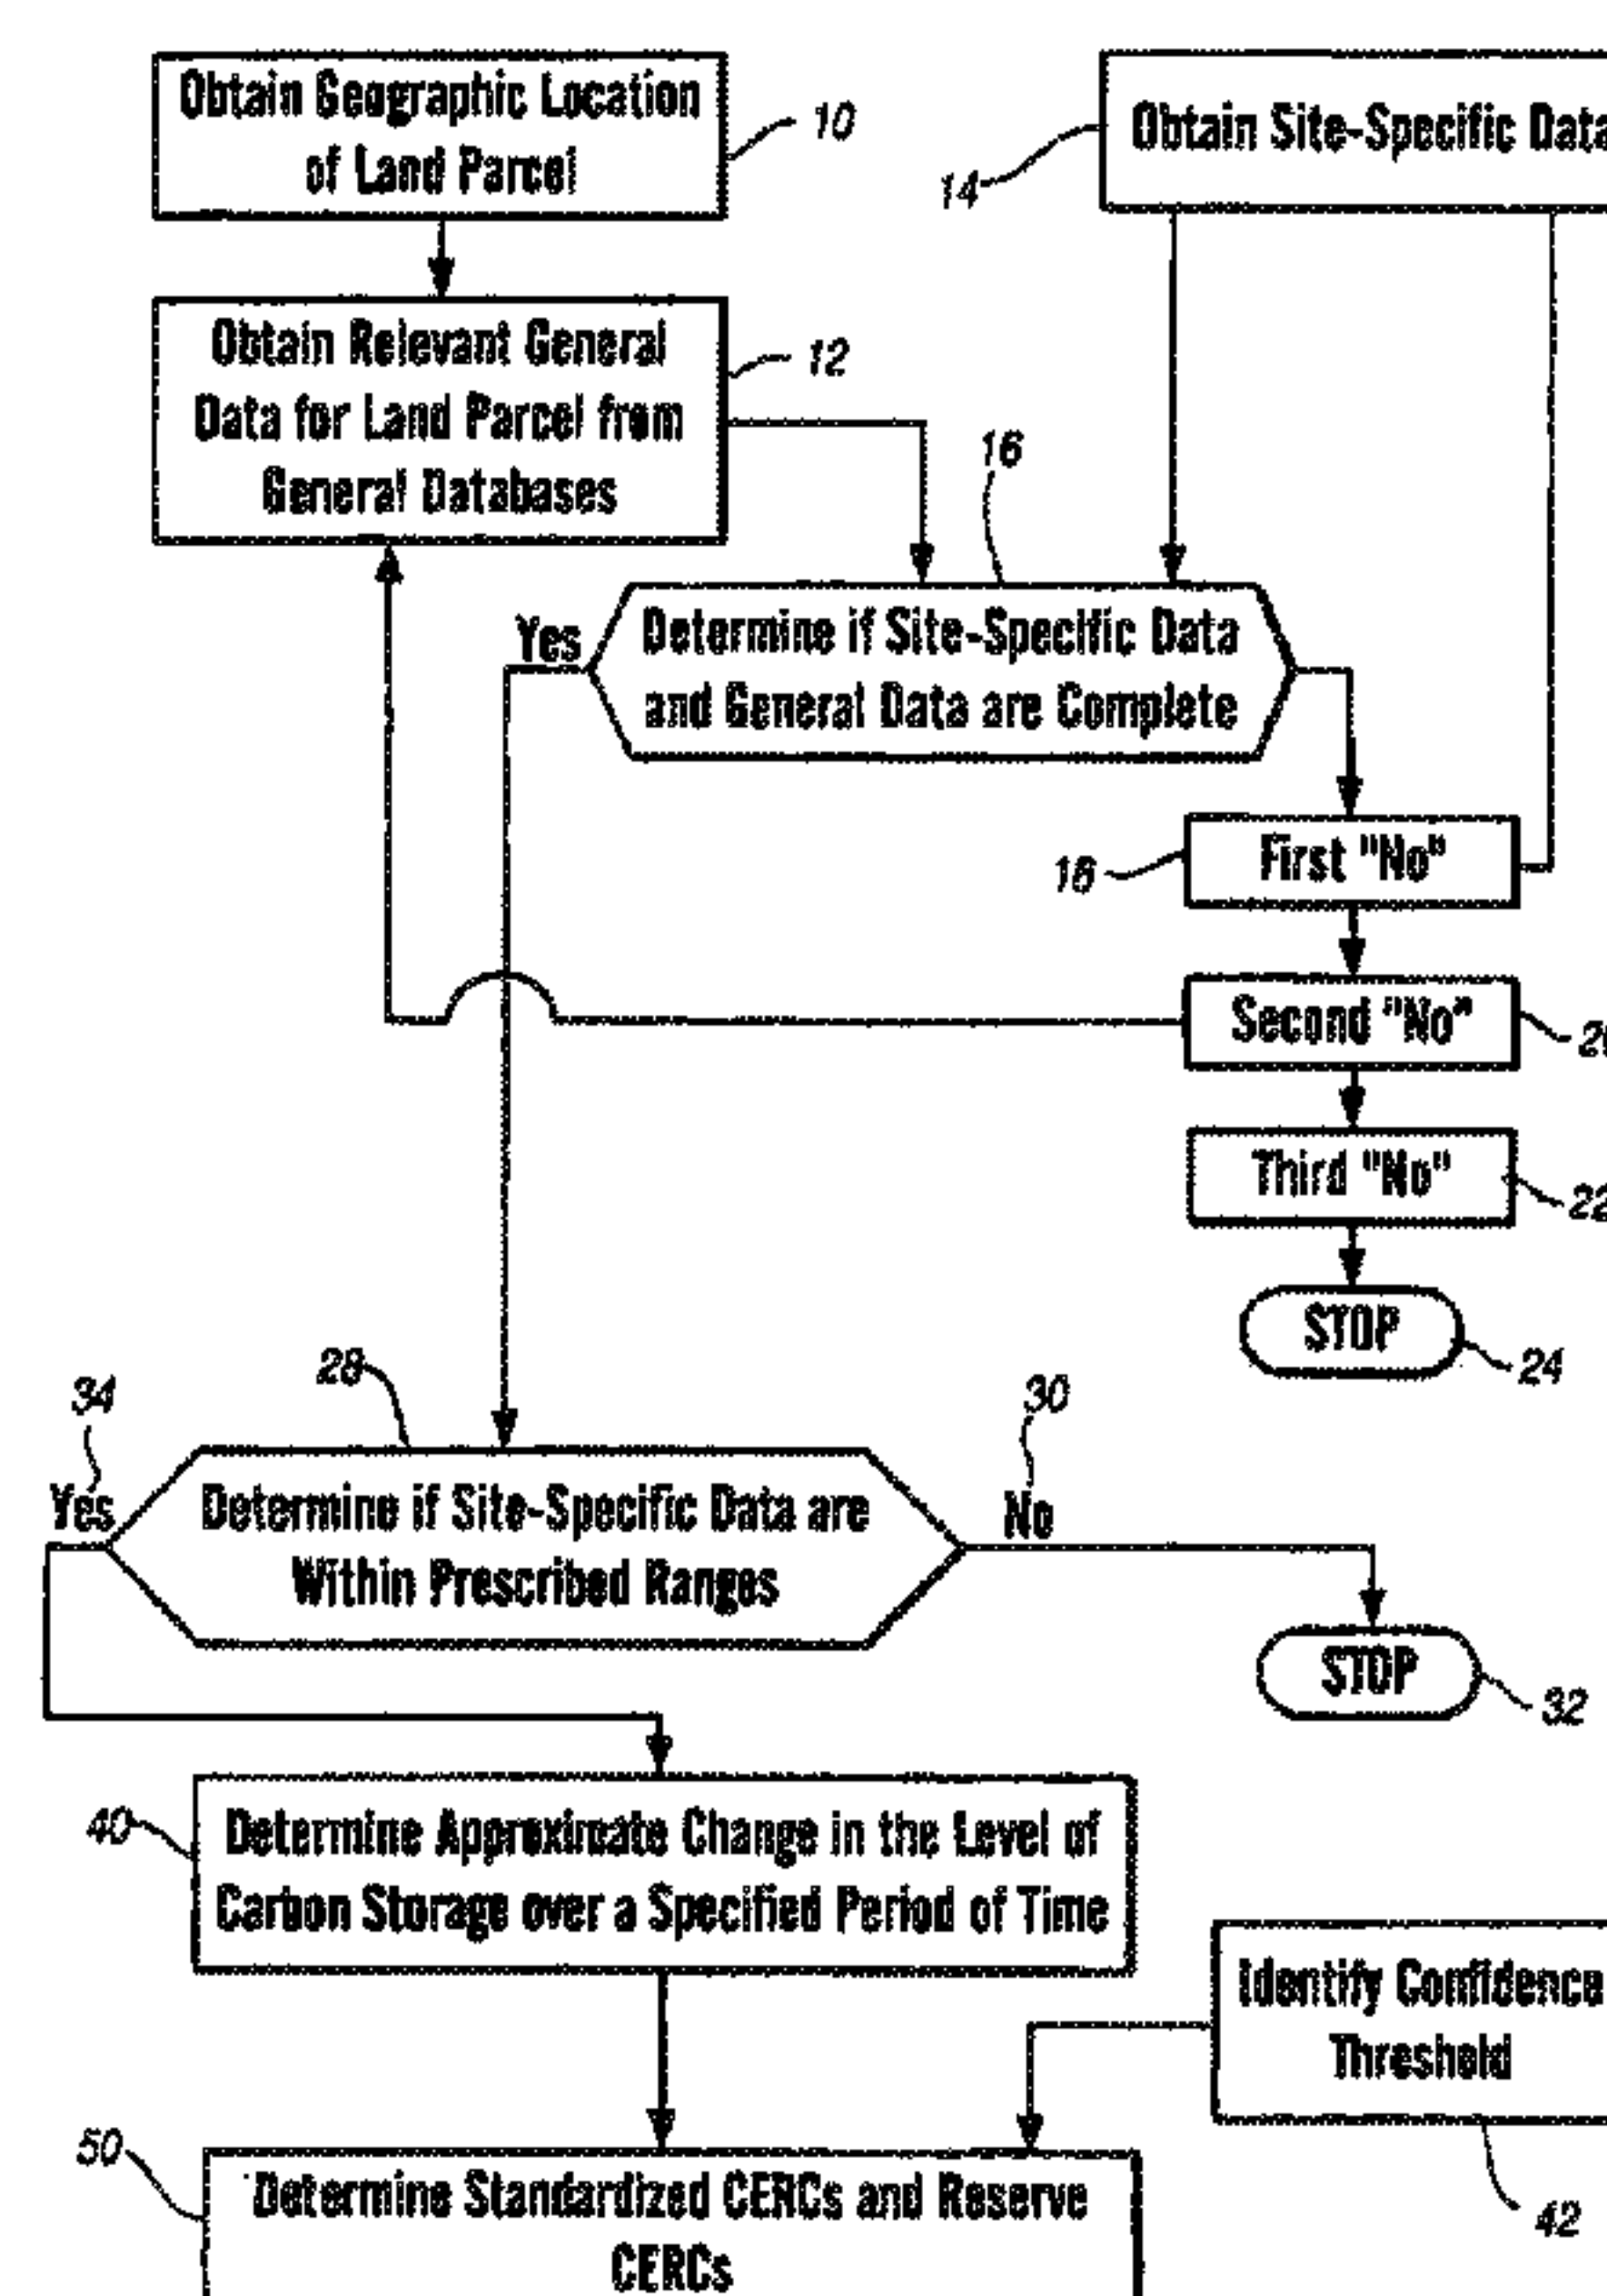 Obtain Geographic Location
of Land Parcel
10
Obtain Site-Specific Data
14
Obtain Relevant General
Data for Land Parcel from
General Databases
12
16
Yes
Determine if Site-Specific Data
and General Data are Complete
First "No"
18
Second "No"
Third "No"
22
STOP
24
28
34
30
Yes
Determine if Site-Specific Data are
Within Prescribed Ranges
No
STOP
32
40
Determine Approximate Change in the Level of
Carbon Storage over a Specified Period of Time
Identify Confidence
Threshold
42
50
Determine Standardized CERCs and Reserve
CERCs